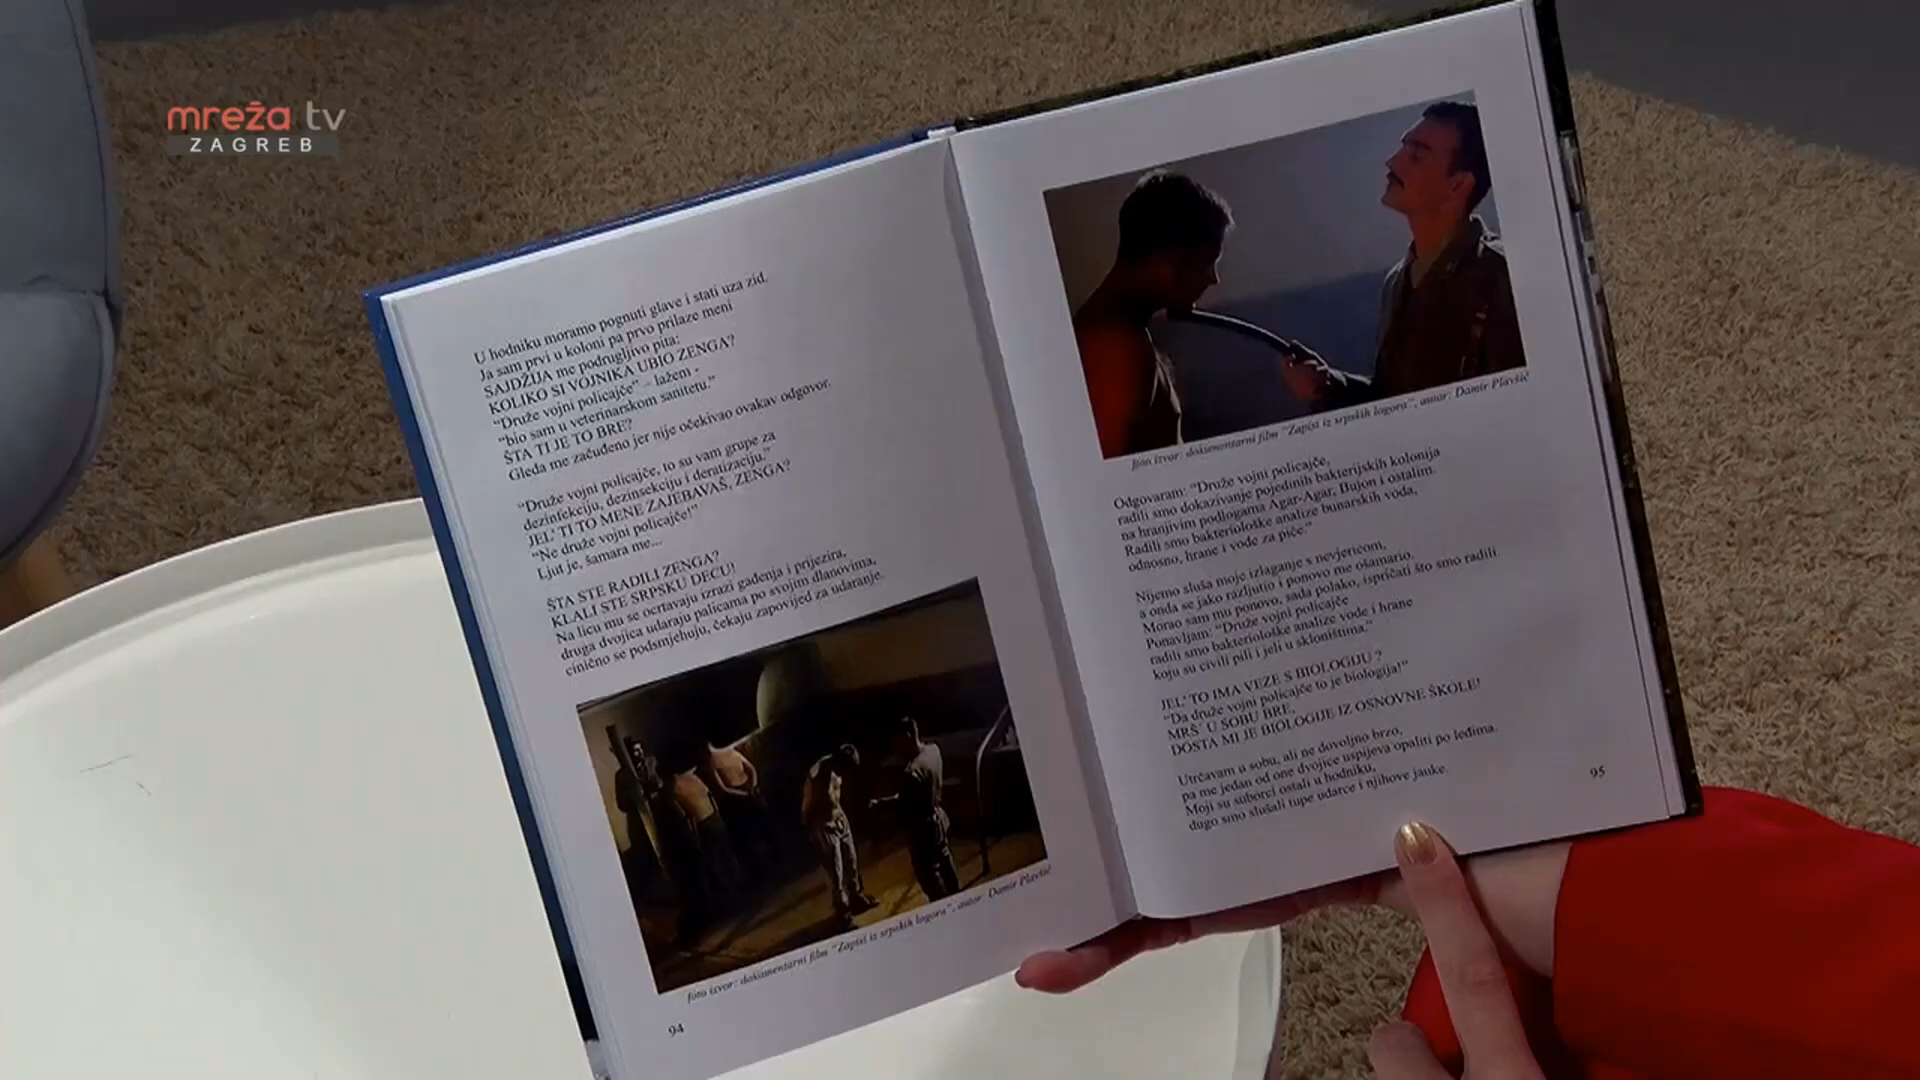 mreža tv
ZAGREB
U hodniku moramo pognuti glave i stati uza zid.
Ja sam prvi u koloni pa prvo prilaze meni
SAJDŽIJA me podrugljivo pita:
KOLIKO SI VOJNIKA UBIO ZENGA?
“Druže vojni policajče” – lažem -
“bio sam u veterinarskom sanitetu.”
ŠTA TI JE TO BRE?
Gleda me začuđeno jer nije očekivao ovakav odgovor.
“Druže vojni policajče, to su vam grupe za
dezinfekciju, dezinsekciju i deratizaciju.”
JEL’ TI TO MENE ZAJEBAVAŠ, ZENGA?
“Ne druže vojni policajče!”
Ljut je, šamara me...
ŠTA STE RADILI ZENGA?
KLALI STE SRPSKU DECU!
Na licu mu se ocrtavaju izrazi gađenja i prijezira,
druga dvojica udaraju palicama po svojim dlanovima,
cinično se podsmjehuju, čekaju zapovijed za udaranje.
foto izvor: dokumentarni film “Zapisi iz srpskih logora”, autor: Damir Plavšić
94
foto izvor: dokumentarni film “Zapisi iz srpskih logora”, autor: Damir Plavšić
Odgovaram: “Druže vojni policajče,
radili smo dokazivanje pojedinih bakterijskih kolonija
na hranjivim podlogama Agar-Agar, Bujon i ostalim.
Radili smo bakteriološke analize bunarskih voda,
odnosno, hrane i vode za piće.”
Nijemo sluša moje izlaganje s nevjericom,
a onda se jako razljutio i ponovo me ošamario.
Morao sam mu ponovo, sada polako, ispričati što smo radili.
Ponavljam: “Druže vojni policajče
radili smo bakteriološke analize vode i hrane
koju su civili pili i jeli u skloništima.”
JEL’ TO IMA VEZE S BIOLOGIJU ?
“Da druže vojni policajče to je biologija!”
MRŠ’ U SOBU BRE,
DOSTA MI JE BIOLOGIJE IZ OSNOVNE ŠKOLE!
Utrčavam u sobu, ali ne dovoljno brzo,
pa me jedan od one dvojice uspijeva opaliti po leđima.
Moji su suborci ostali u hodniku,
dugo smo slušali tupe udarce i njihove jauke.
95